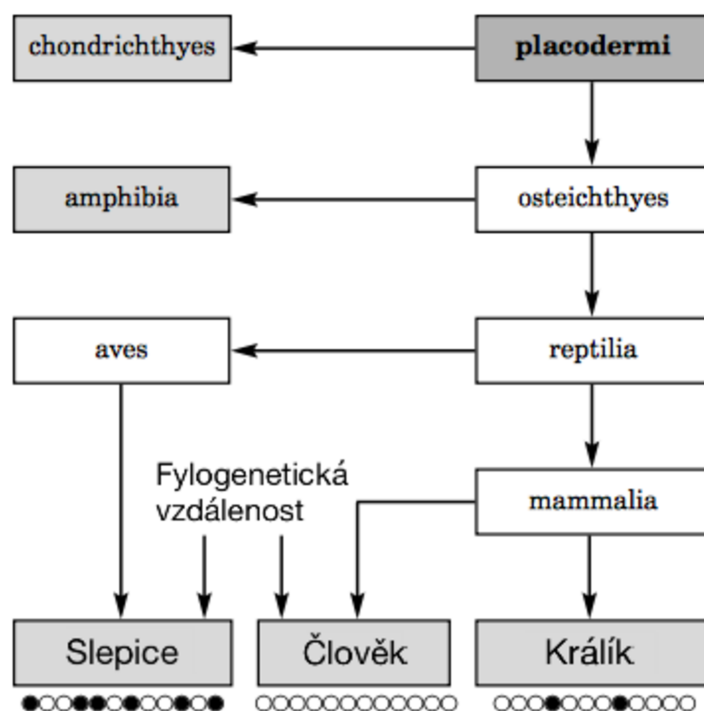 chondrichthyes
placodermi
amphibia
osteichthyes
aves
reptilia
Fylogenetická
vzdálenost
mammalia
Slepice
Člověk
Králík